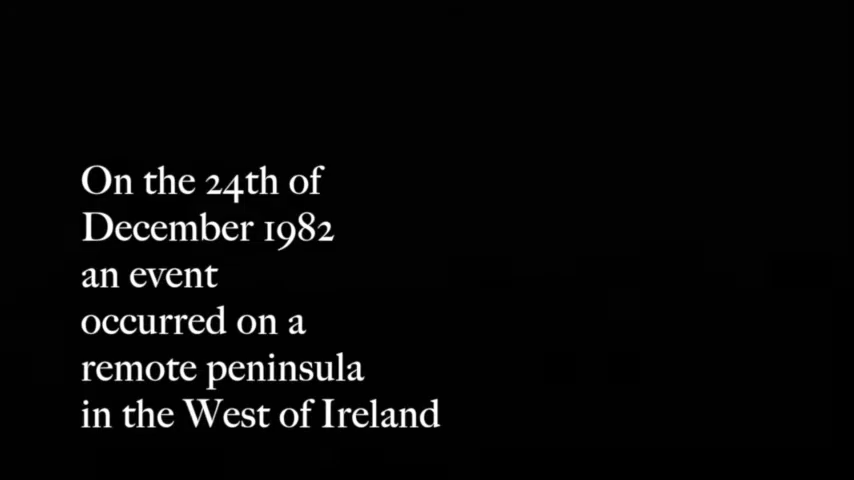 On the 24th of
December 1982
an event
occurred on a
remote peninsula
in the West of Ireland